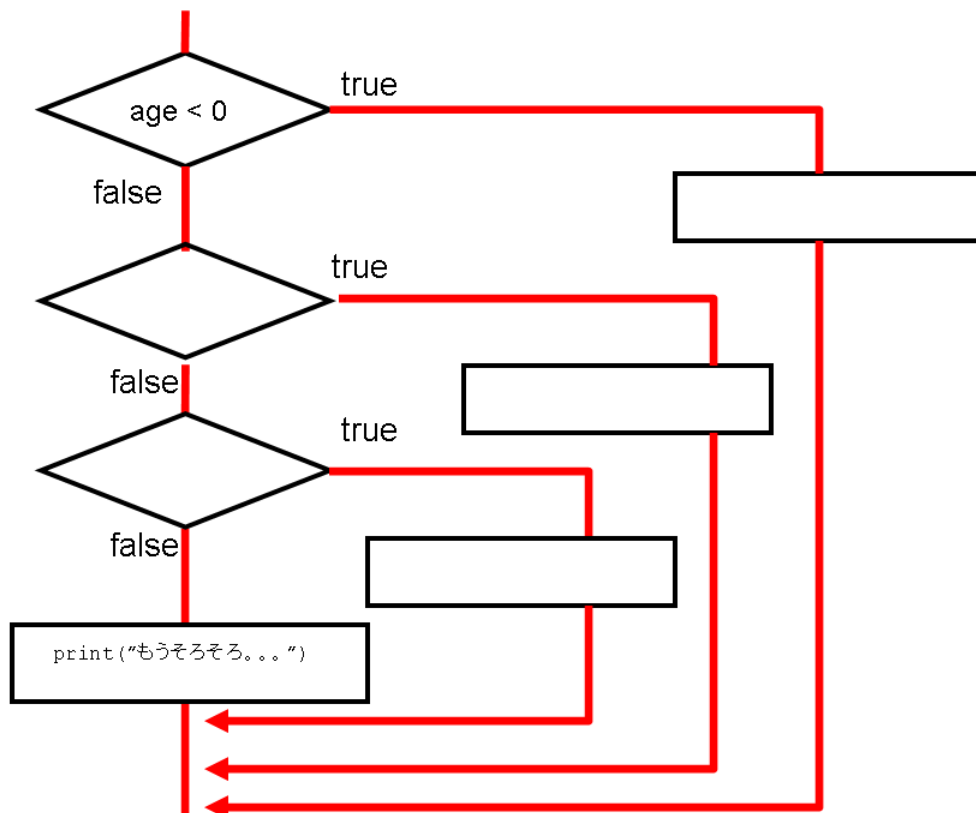 true
age < 0
false
true
false
true
false
print("もうそろそろ。。。")